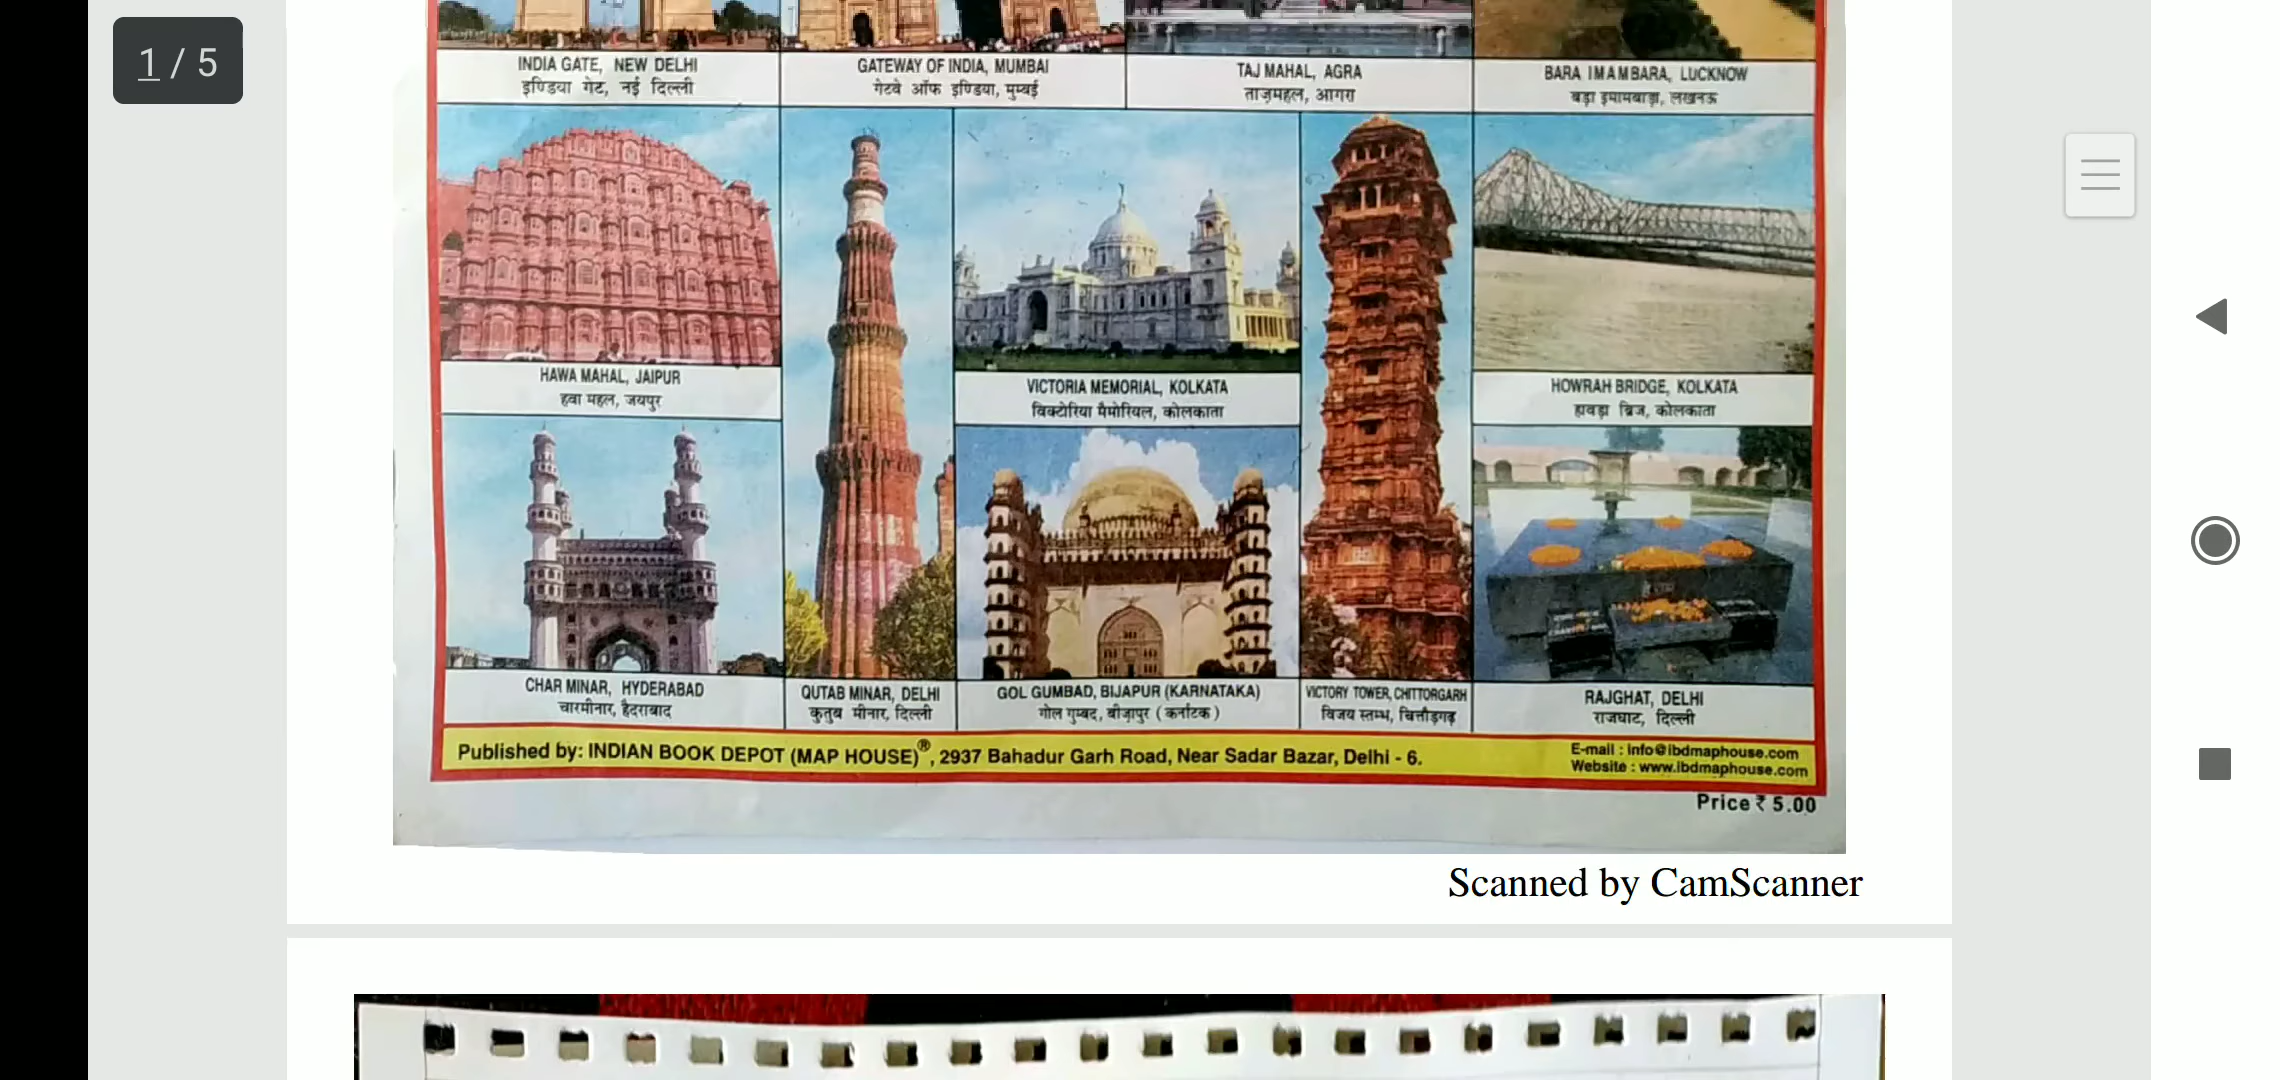 1 / 5
INDIA GATE, NEW DELHI
इण्डिया गेट, नई दिल्ली
GATEWAY OF INDIA, MUMBAI
गेटवे ऑफ इण्डिया, मुम्बई
TAJ MAHAL, AGRA
ताज़महल, आगरा
BARA IMAMBARA, LUCKNOW
बड़ा इमामबाड़ा, लखनऊ
HAWA MAHAL, JAIPUR
हवा महल, जयपुर
VICTORIA MEMORIAL, KOLKATA
विक्टोरिया मैमोरियल, कोलकाता
HOWRAH BRIDGE, KOLKATA
हावड़ा ब्रिज, कोलकाता
CHAR MINAR, HYDERABAD
चारमीनार, हैदराबाद
QUTAB MINAR, DELHI
कुतुब मीनार, दिल्ली
GOL GUMBAD, BIJAPUR (KARNATAKA)
गोल गुम्बद, बीज़ापुर (कर्नाटक)
VICTORY TOWER, CHITTORGARH
विजय स्तम्भ, चित्तौड़गढ़
RAJGHAT, DELHI
राजघाट, दिल्ली
Published by: INDIAN BOOK DEPOT (MAP HOUSE)®, 2937 Bahadur Garh Road, Near Sadar Bazar, Delhi - 6.
E-mail : info@ibdmaphouse.com
Website : www.ibdmaphouse.com
Price ₹ 5.00
Scanned by CamScanner